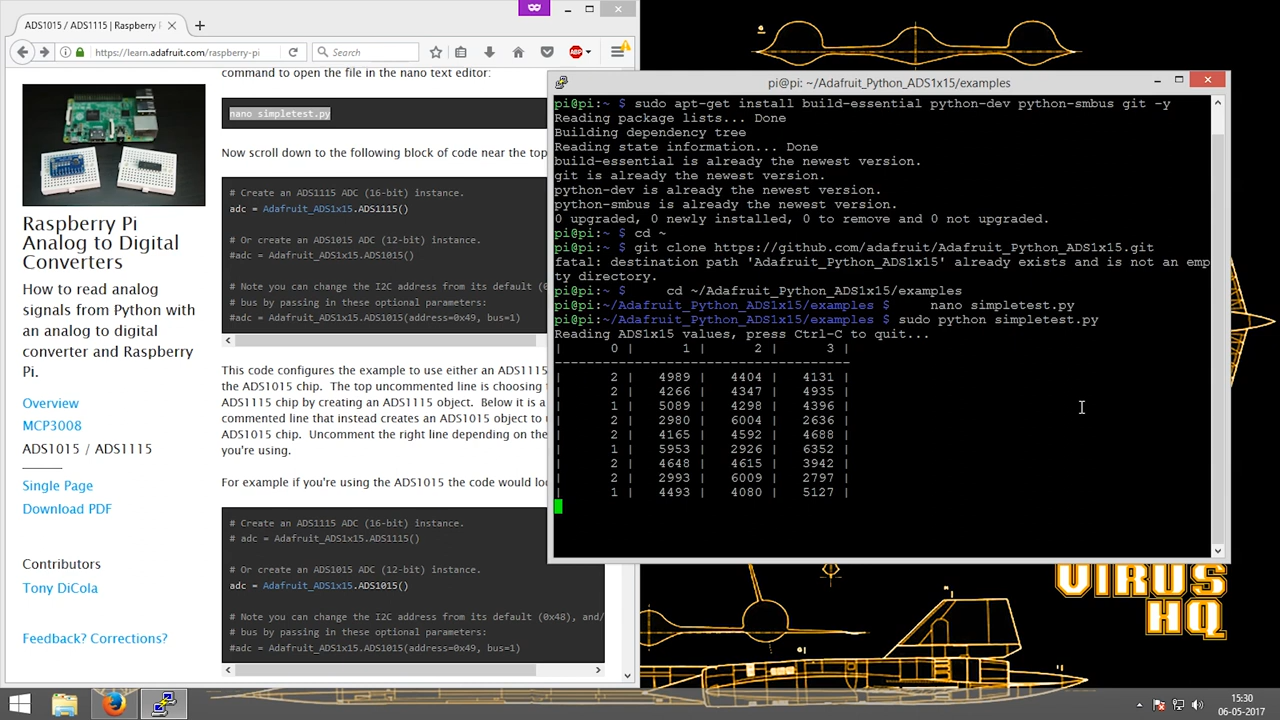 ADS1015 / ADS1115 | Raspberry
https://learn.adafruit.com/raspberry-pi
Search
ABP
command to open the file in the nano text editor:
nano simpletest.py
Now scroll down to the following block of code near the top
# Create an ADS1115 ADC (16-bit) instance.
adc = Adafruit_ADS1x15.ADS1115()
# Or create an ADS1015 ADC (12-bit) instance.
#adc = Adafruit_ADS1x15.ADS1015()
# Note you can change the I2C address from its default (0
# bus by passing in these optional parameters:
#adc = Adafruit_ADS1x15.ADS1015(address=0x49, bus=1)
This code configures the example to use either an ADS111
the ADS1015 chip. The top uncommented line is choosing
ADS1115 chip by creating an ADS1115 object. Below it is a
commented line that instead creates an ADS1015 object to
ADS1015 chip. Uncomment the right line depending on the
you're using.
For example if you're using the ADS1015 the code would loo
# Create an ADS1115 ADC (16-bit) instance.
# adc = Adafruit_ADS1x15.ADS1115()
# Or create an ADS1015 ADC (12-bit) instance.
adc = Adafruit_ADS1x15.ADS1015()
# Note you can change the I2C address from its default (0x48), and/
# bus by passing in these optional parameters:
#adc = Adafruit_ADS1x15.ADS1015(address=0x49, bus=1)
Raspberry Pi
Analog to Digital
Converters
How to read analog
signals from Python with
an analog to digital
converter and Raspberry
Pi.
Overview
MCP3008
ADS1015 / ADS1115
Single Page
Download PDF
Contributors
Tony DiCola
Feedback? Corrections?
pi@pi: ~/Adafruit_Python_ADS1x15/examples
pi@pi:~ $ sudo apt-get install build-essential python-dev python-smbus git -y
Reading package lists... Done
Building dependency tree
Reading state information... Done
build-essential is already the newest version.
git is already the newest version.
python-dev is already the newest version.
python-smbus is already the newest version.
0 upgraded, 0 newly installed, 0 to remove and 0 not upgraded.
pi@pi:~ $ cd ~
pi@pi:~ $ git clone https://github.com/adafruit/Adafruit_Python_ADS1x15.git
fatal: destination path 'Adafruit_Python_ADS1x15' already exists and is not an emp
ty directory.
pi@pi:~ $ cd ~/Adafruit_Python_ADS1x15/examples
pi@pi:~/Adafruit_Python_ADS1x15/examples $ nano simpletest.py
pi@pi:~/Adafruit_Python_ADS1x15/examples $ sudo python simpletest.py
Reading ADS1x15 values, press Ctrl-C to quit...
| 0 | 1 | 2 | 3 |
-----------------------------------------
| 2 | 4989 | 4404 | 4131 |
| 2 | 4266 | 4347 | 4935 |
| 1 | 5089 | 4298 | 4396 |
| 2 | 2980 | 6004 | 2636 |
| 2 | 4165 | 4592 | 4688 |
| 1 | 5953 | 2926 | 6352 |
| 2 | 4648 | 4615 | 3942 |
| 2 | 2993 | 6009 | 2797 |
| 1 | 4493 | 4080 | 5127 |
VIRUS
HQ
15:30
06-05-2017